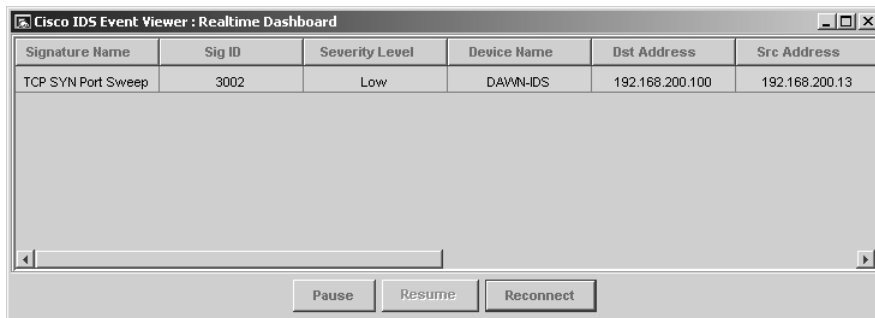 Cisco IDS Event Viewer : Realtime Dashboard
Signature Name Sig ID Severity Level Device Name Dst Address Src Address
TCP SYN Port Sweep 3002 Low DAWN-IDS 192.168.200.100 192.168.200.13
Pause Resume Reconnect